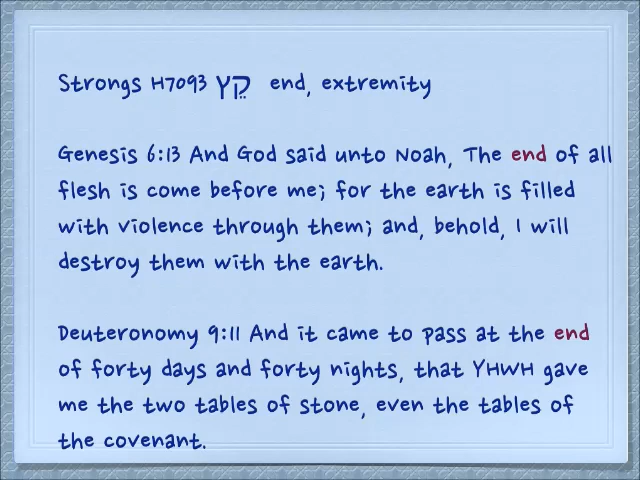 Strongs H7093 קֵץ end, extremity
Genesis 6:13 And God said unto Noah, The end of all
flesh is come before me; for the earth is filled
with violence through them; and, behold, I will
destroy them with the earth.
Deuteronomy 9:11 And it came to pass at the end
of forty days and forty nights, that YHWH gave
me the two tables of stone, even the tables of
the covenant.